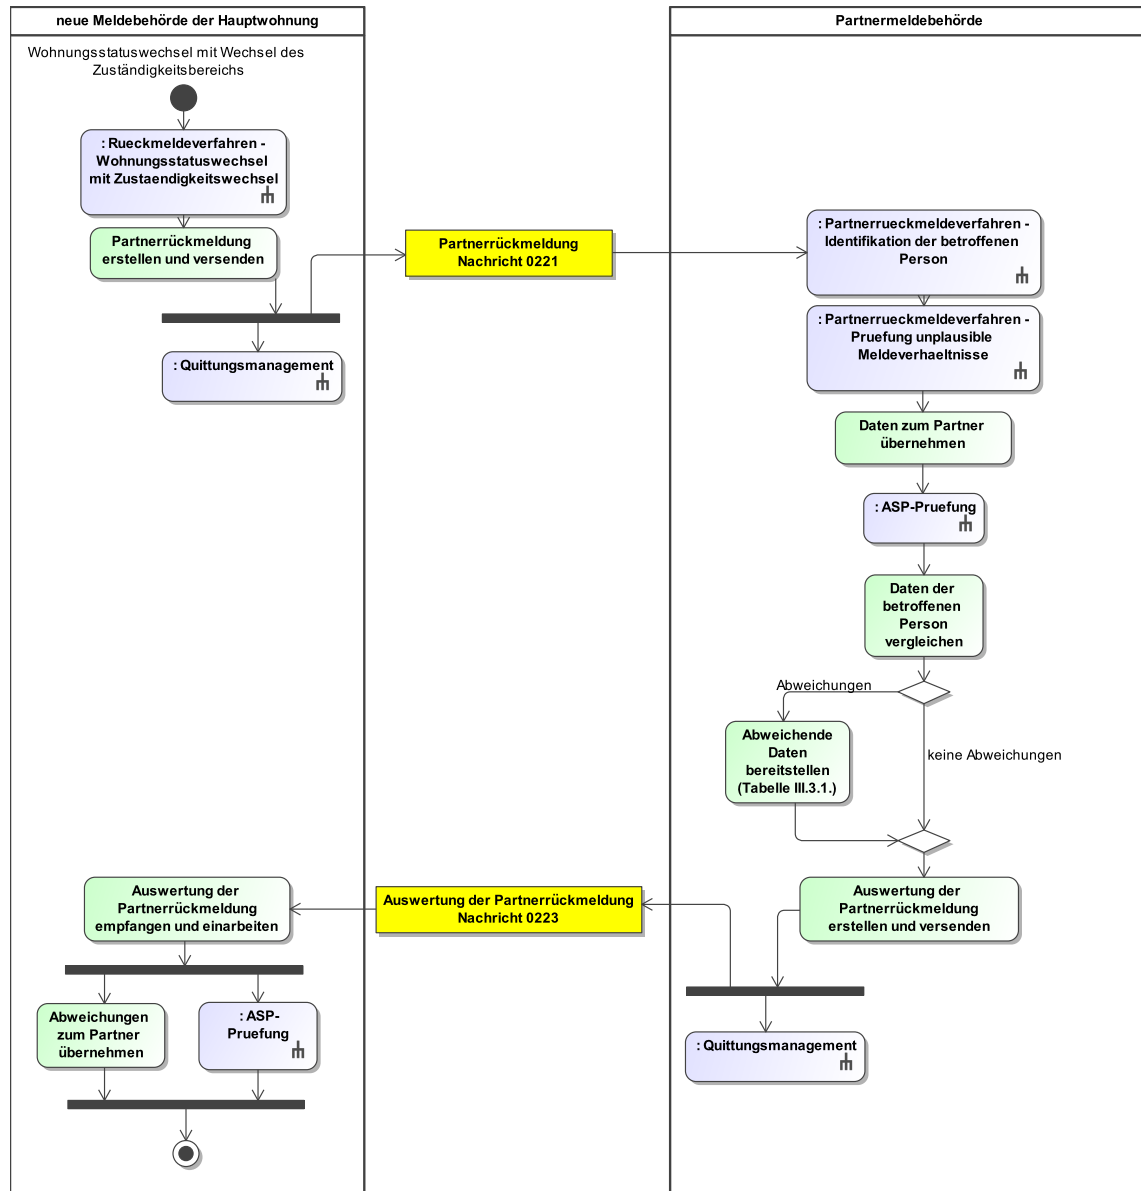 neue Meldebehörde der Hauptwohnung
Partnermeldebehörde
Wohnungsstatuswechsel mit Wechsel des
Zuständigkeitsbereichs
: Rueckmeldeverfahren -
Wohnungsstatuswechsel
mit Zustaendigkeitswechsel
Partnerrückmeldung
erstellen und versenden
: Quittungsmanagement
Partnerrückmeldung
Nachricht 0221
: Partnerrueckmeldeverfahren -
Identifikation der betroffenen
Person
: Partnerrueckmeldeverfahren -
Pruefung unplausible
Meldeverhaeltnisse
Daten zum Partner
übernehmen
: ASP-Pruefung
Daten der
betroffenen
Person
vergleichen
Abweichungen
keine Abweichungen
Abweichende
Daten
bereitstellen
(Tabelle III.3.1.)
Auswertung der
Partnerrückmeldung
erstellen und versenden
: Quittungsmanagement
Auswertung der Partnerrückmeldung
Nachricht 0223
Auswertung der
Partnerrückmeldung
empfangen und einarbeiten
Abweichungen
zum Partner
übernehmen
: ASP-
Pruefung